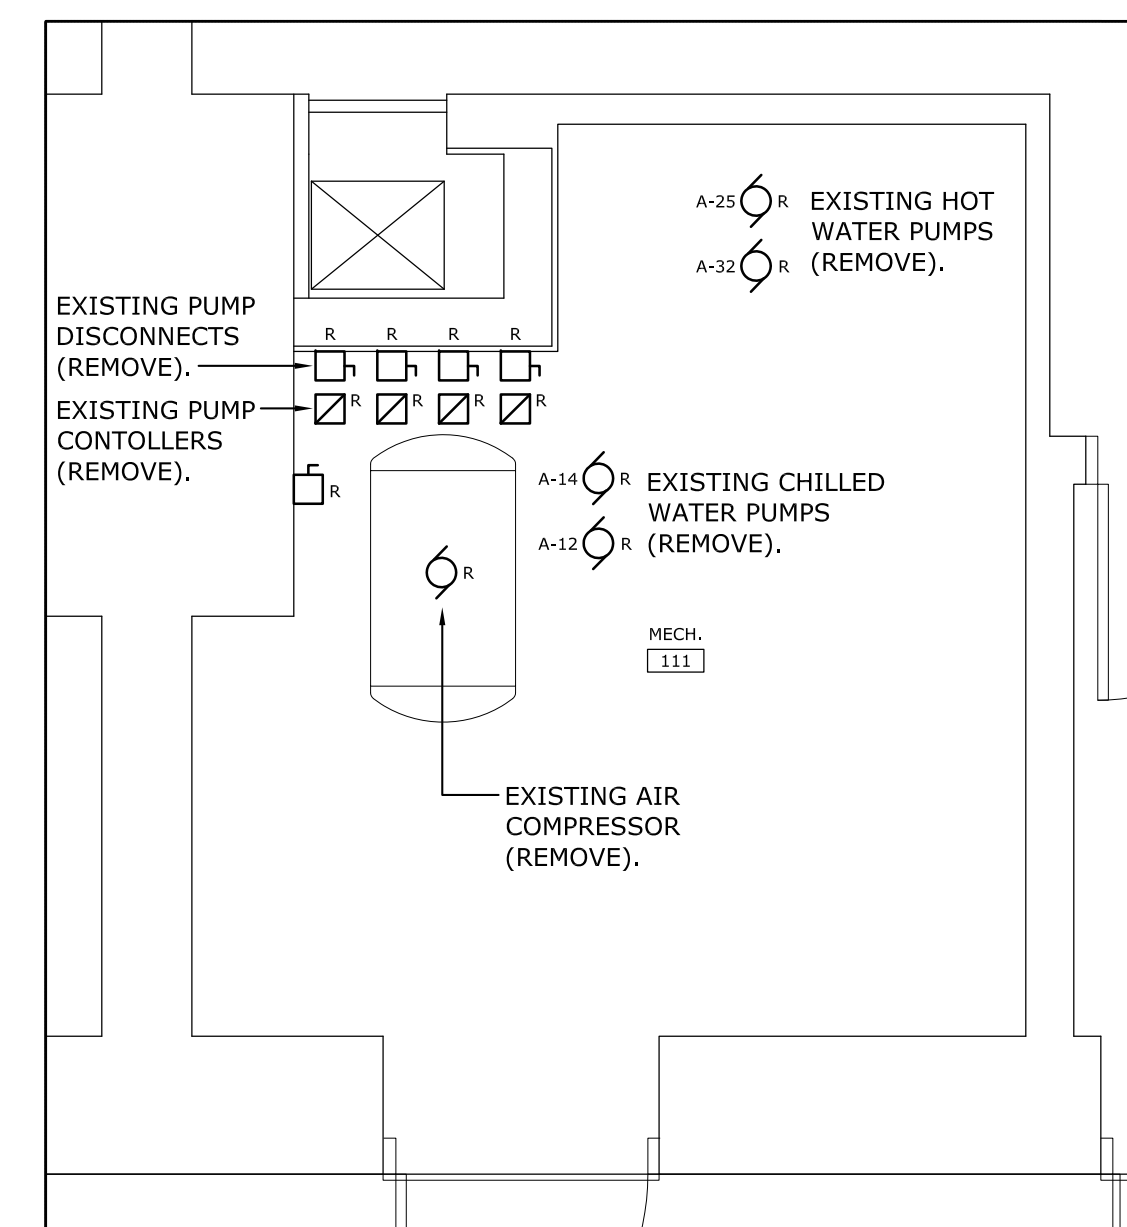 A-25 R EXISTING HOT
WATER PUMPS
A-32 R (REMOVE).
EXISTING PUMP
DISCONNECTS
(REMOVE).
R R R R
EXISTING PUMP
CONTOLLERS
(REMOVE).
R R R R
R
A-14 R EXISTING CHILLED
WATER PUMPS
A-12 R (REMOVE).
R
MECH.
111
EXISTING AIR
COMPRESSOR
(REMOVE).